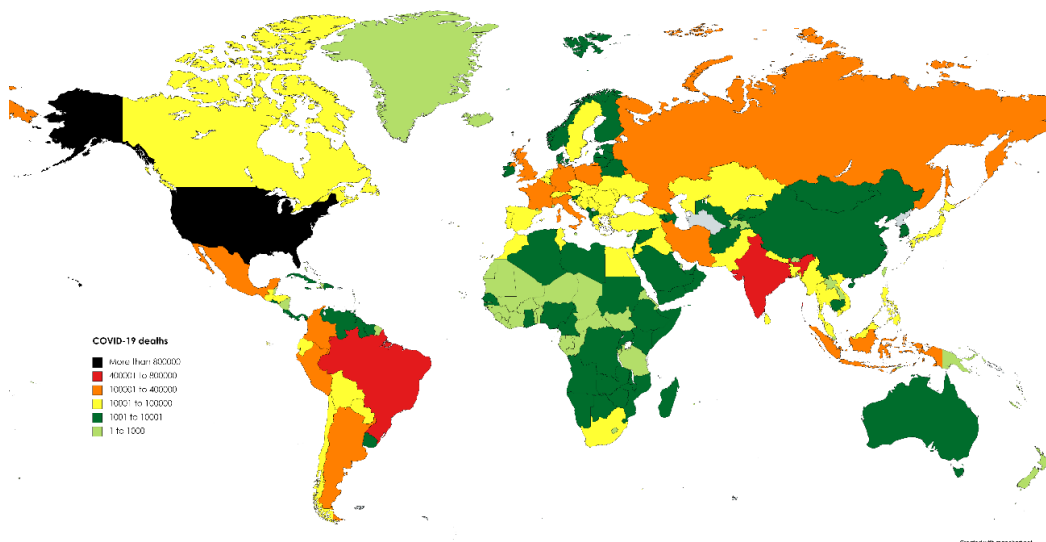 COVID-19 deaths
More than 800000
400001 to 800000
100001 to 400000
10001 to 100000
1001 to 10001
1 to 1000